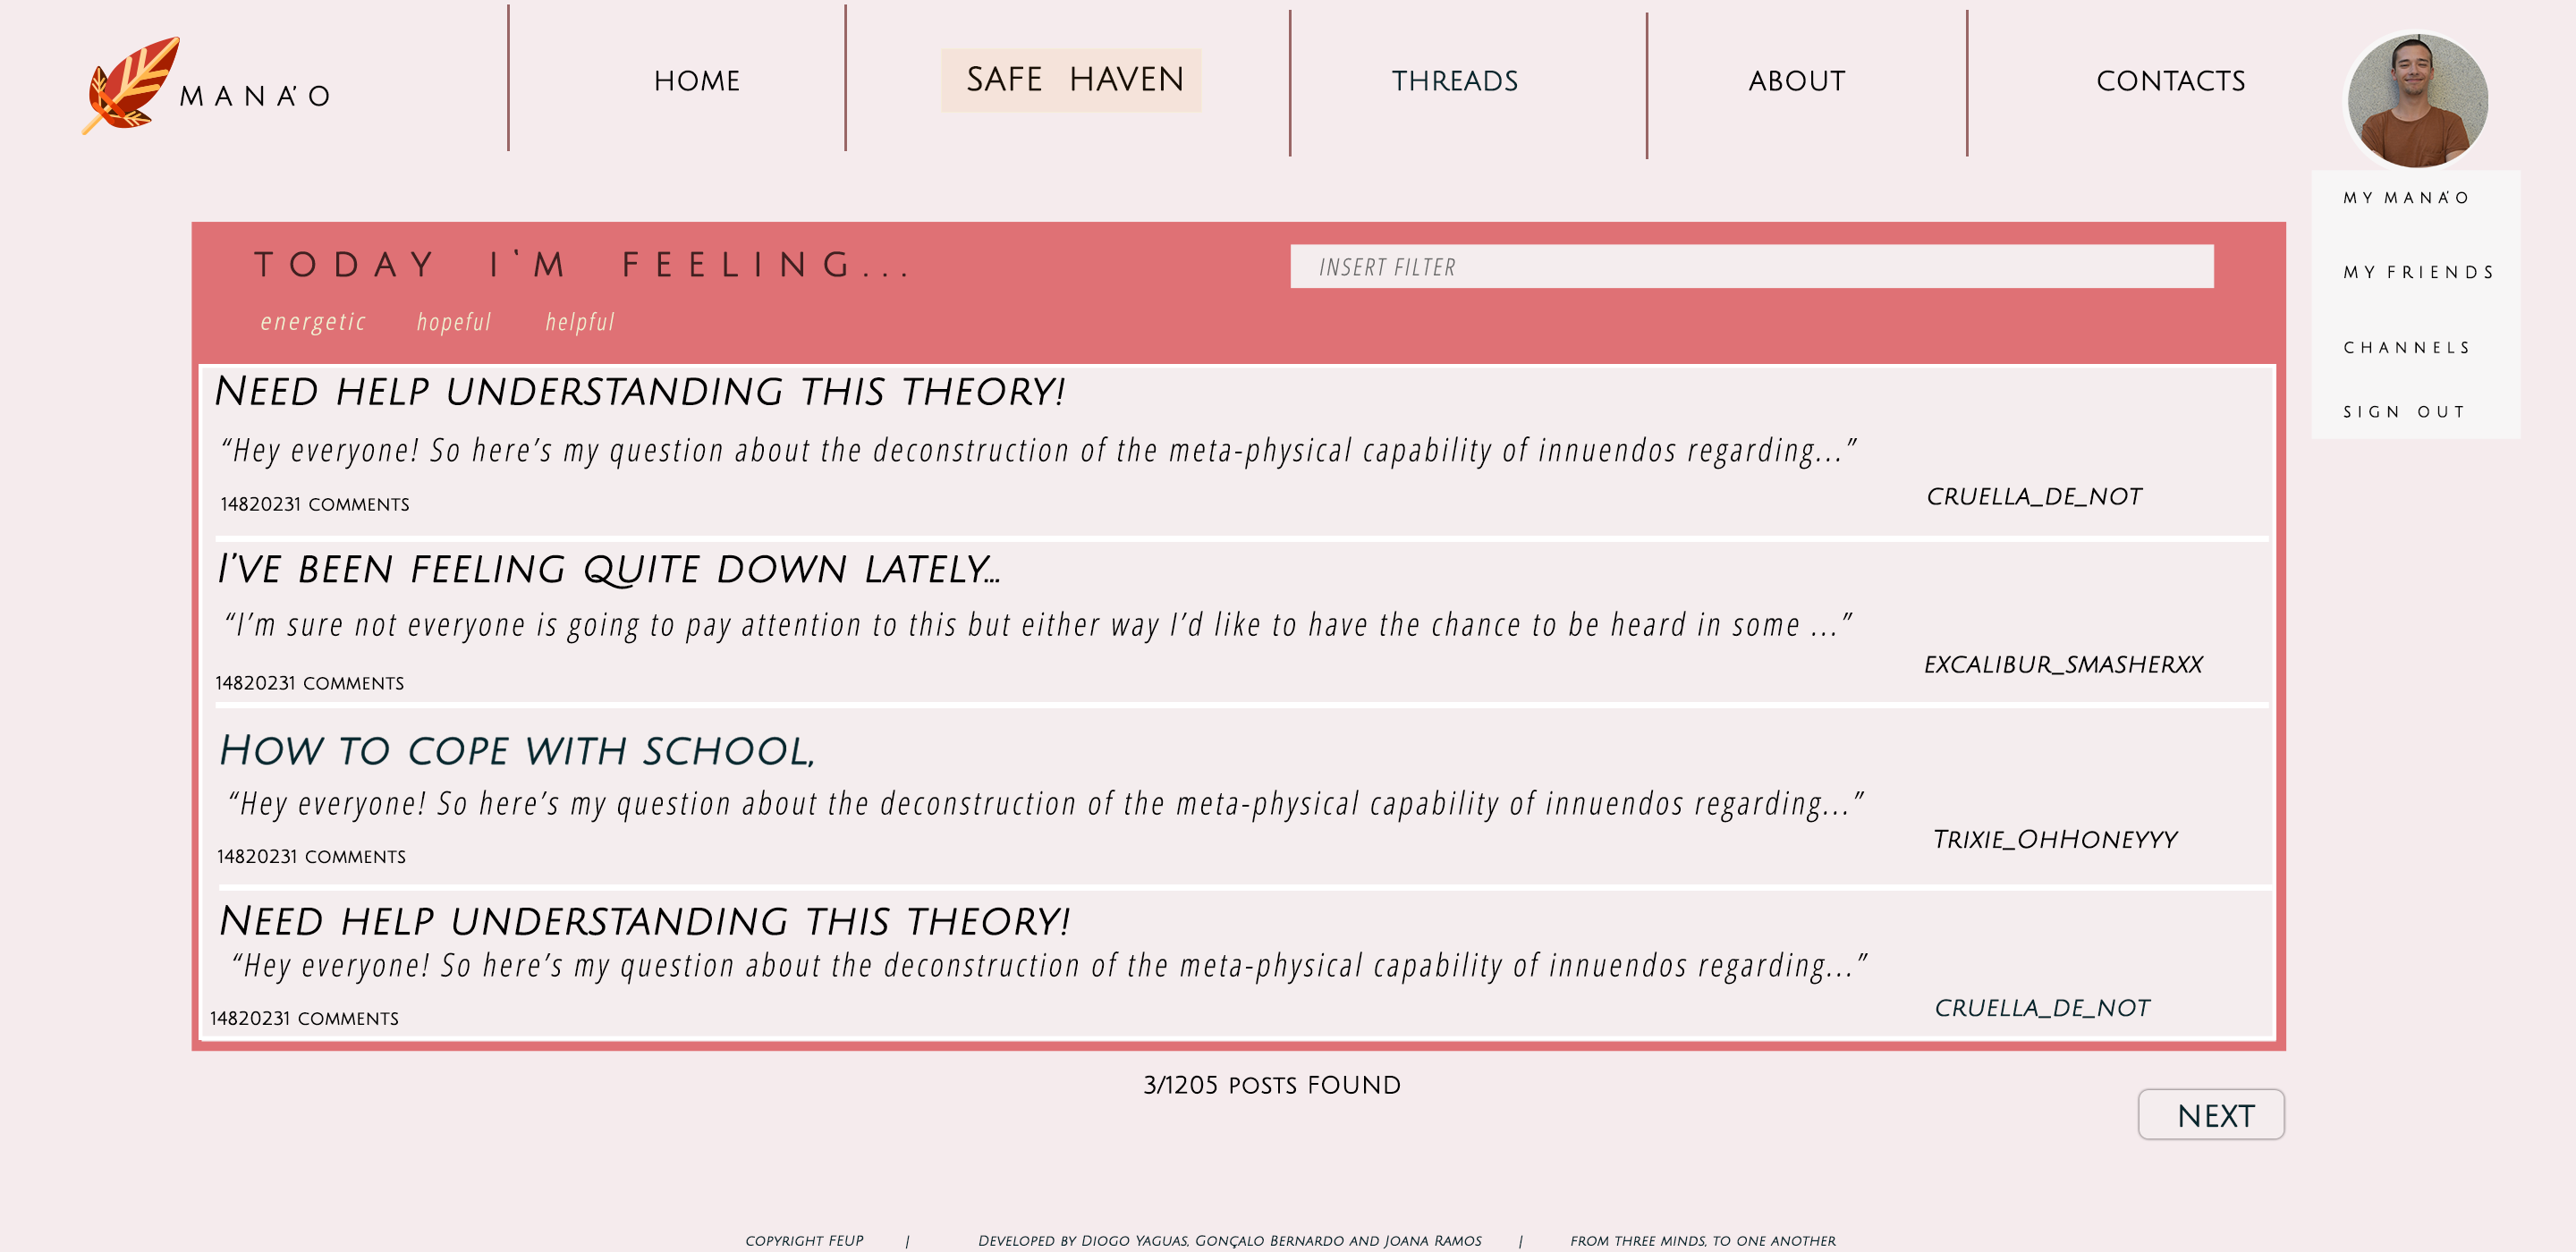 MANA'O
HOME
SAFE HAVEN
THREADS
ABOUT
CONTACTS
MY MANA'O
MY FRIENDS
CHANNELS
SIGN OUT
TODAY I'M FEELING...
INSERT FILTER
energetic hopeful helpful
NEED HELP UNDERSTANDING THIS THEORY!
“Hey everyone! So here’s my question about the deconstruction of the meta-physical capability of innuendos regarding...”
14820231 COMMENTS
CRUELLA_DE_NOT
I’VE BEEN FEELING QUITE DOWN LATELY...
“I’m sure not everyone is going to pay attention to this but either way I’d like to have the chance to be heard in some ...”
14820231 COMMENTS
EXCALIBUR_SMASHERXX
HOW TO COPE WITH SCHOOL,
“Hey everyone! So here’s my question about the deconstruction of the meta-physical capability of innuendos regarding...”
14820231 COMMENTS
TRIXIE_OHHONEYYY
NEED HELP UNDERSTANDING THIS THEORY!
“Hey everyone! So here’s my question about the deconstruction of the meta-physical capability of innuendos regarding...”
14820231 COMMENTS
CRUELLA_DE_NOT
3/1205 POSTS FOUND
NEXT
COPYRIGHT FEUP | DEVELOPED BY DIOGO YAGUAS, GONÇALO BERNARDO AND JOANA RAMOS | FROM THREE MINDS, TO ONE ANOTHER